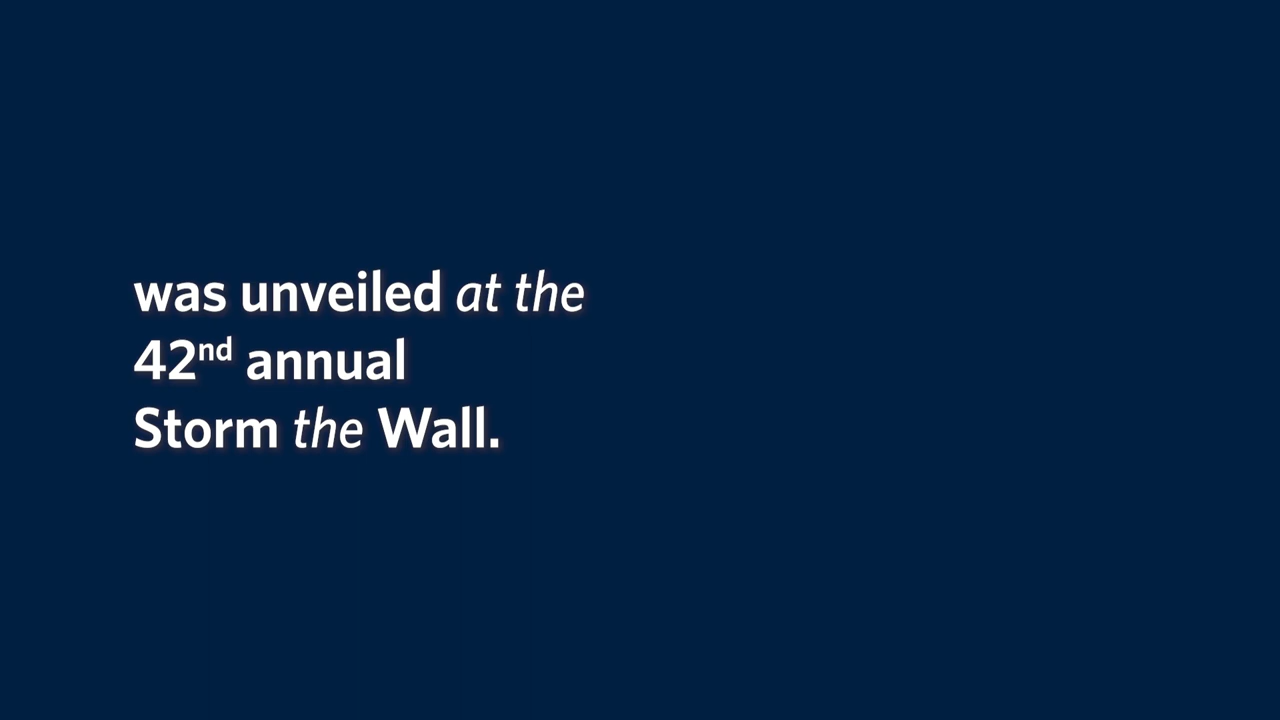 was unveiled at the
42nd annual
Storm the Wall.